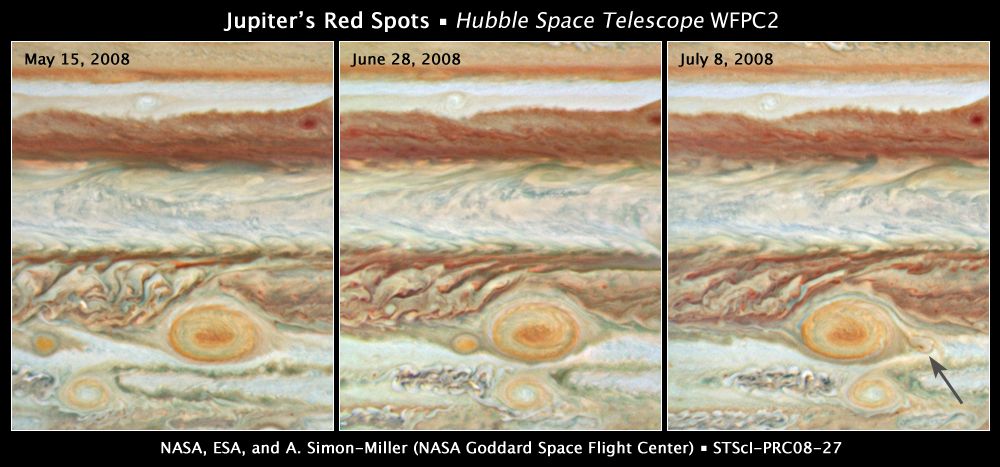 Jupiter's Red Spots ▪ Hubble Space Telescope WFPC2
May 15, 2008
June 28, 2008
July 8, 2008
NASA, ESA, and A. Simon-Miller (NASA Goddard Space Flight Center) ▪ STScI-PRC08-27